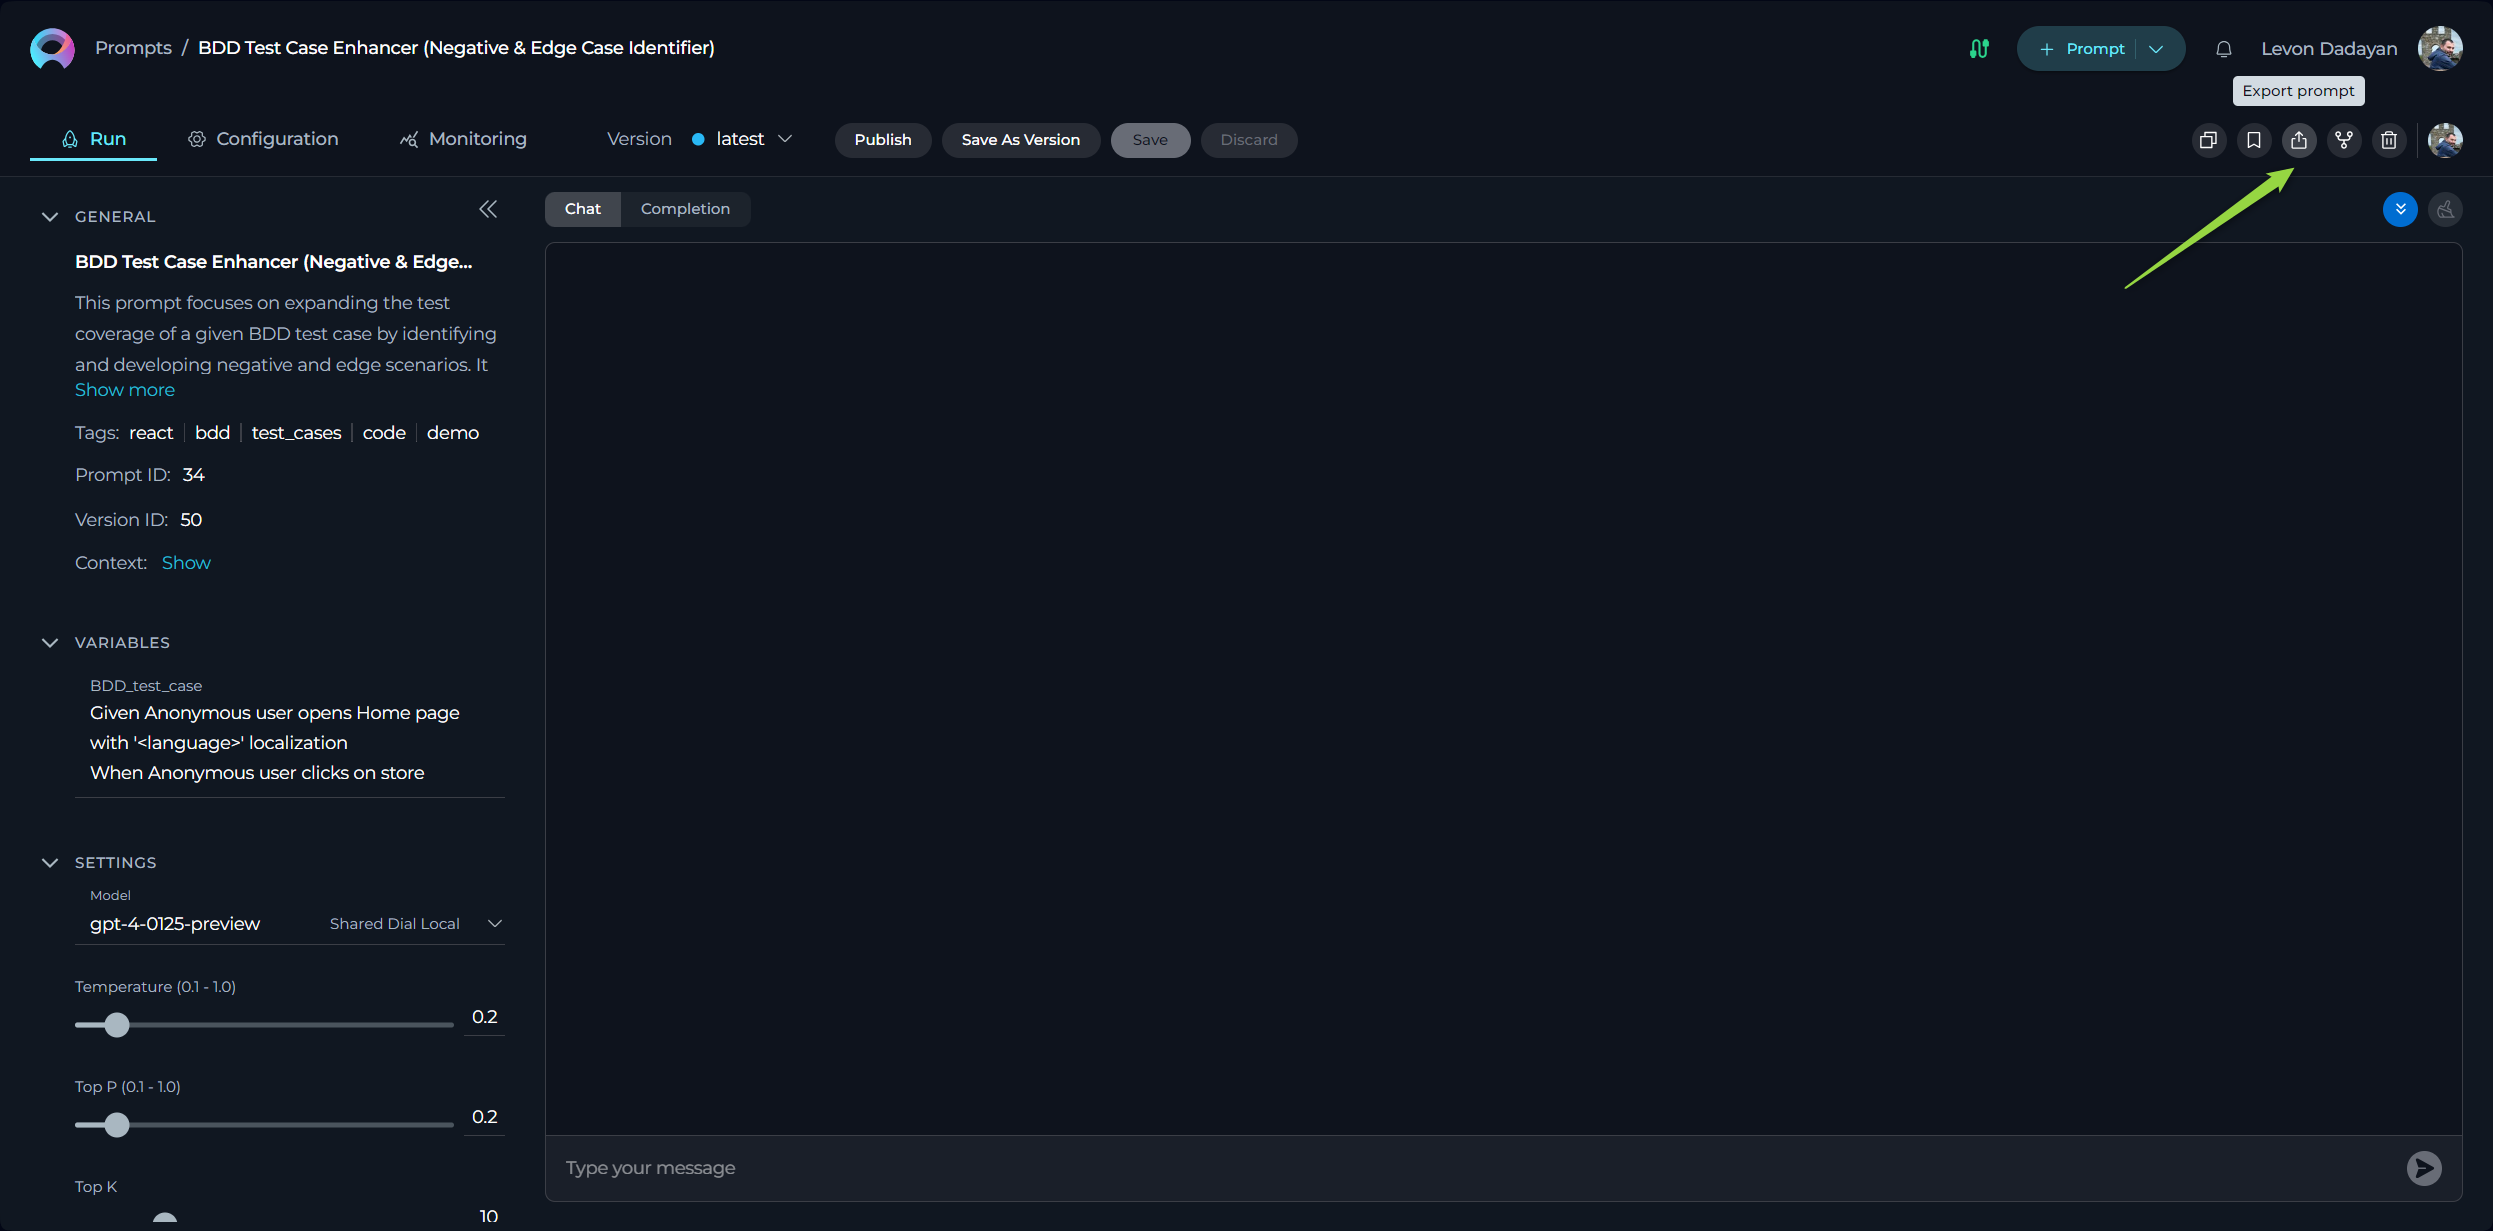 Prompts / BDD Test Case Enhancer (Negative & Edge Case Identifier)
Prompt
Levon Dadayan
Export prompt
Run
Configuration
Monitoring
Version
latest
Publish
Save As Version
Save
Discard
GENERAL
BDD Test Case Enhancer (Negative & Edge...
This prompt focuses on expanding the test
coverage of a given BDD test case by identifying
and developing negative and edge scenarios. It
Show more
Tags: react bdd test_cases code demo
Prompt ID: 34
Version ID: 50
Context: Show
VARIABLES
BDD_test_case
Given Anonymous user opens Home page
with '<language>' localization
When Anonymous user clicks on store
SETTINGS
Model
gpt-4-0125-preview Shared Dial Local
Temperature (0.1 - 1.0)
0.2
Top P (0.1 - 1.0)
0.2
Top K
10
Chat
Completion
Type your message